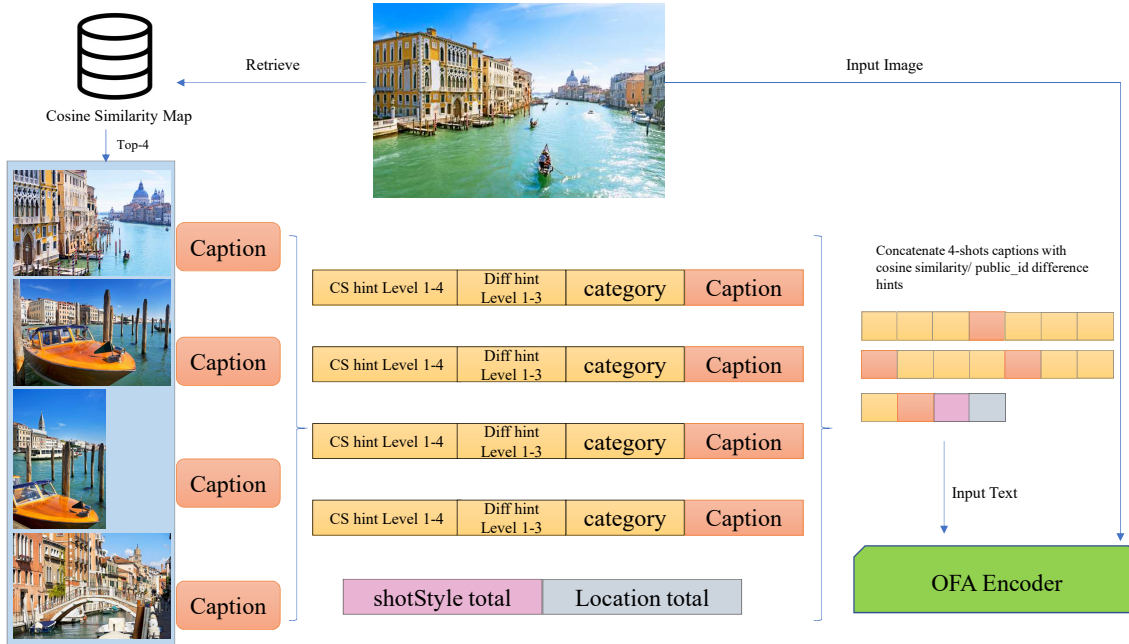 Retrieve
Input Image
Cosine Similarity Map
Top-4
Caption
Caption
Caption
Caption
CS hint Level 1-4
Diff hint
Level 1-3
category
Caption
CS hint Level 1-4
Diff hint
Level 1-3
category
Caption
CS hint Level 1-4
Diff hint
Level 1-3
category
Caption
CS hint Level 1-4
Diff hint
Level 1-3
category
Caption
shotStyle total
Location total
Concatenate 4-shots captions with
cosine similarity/ public_id difference
hints
Input Text
OFA Encoder